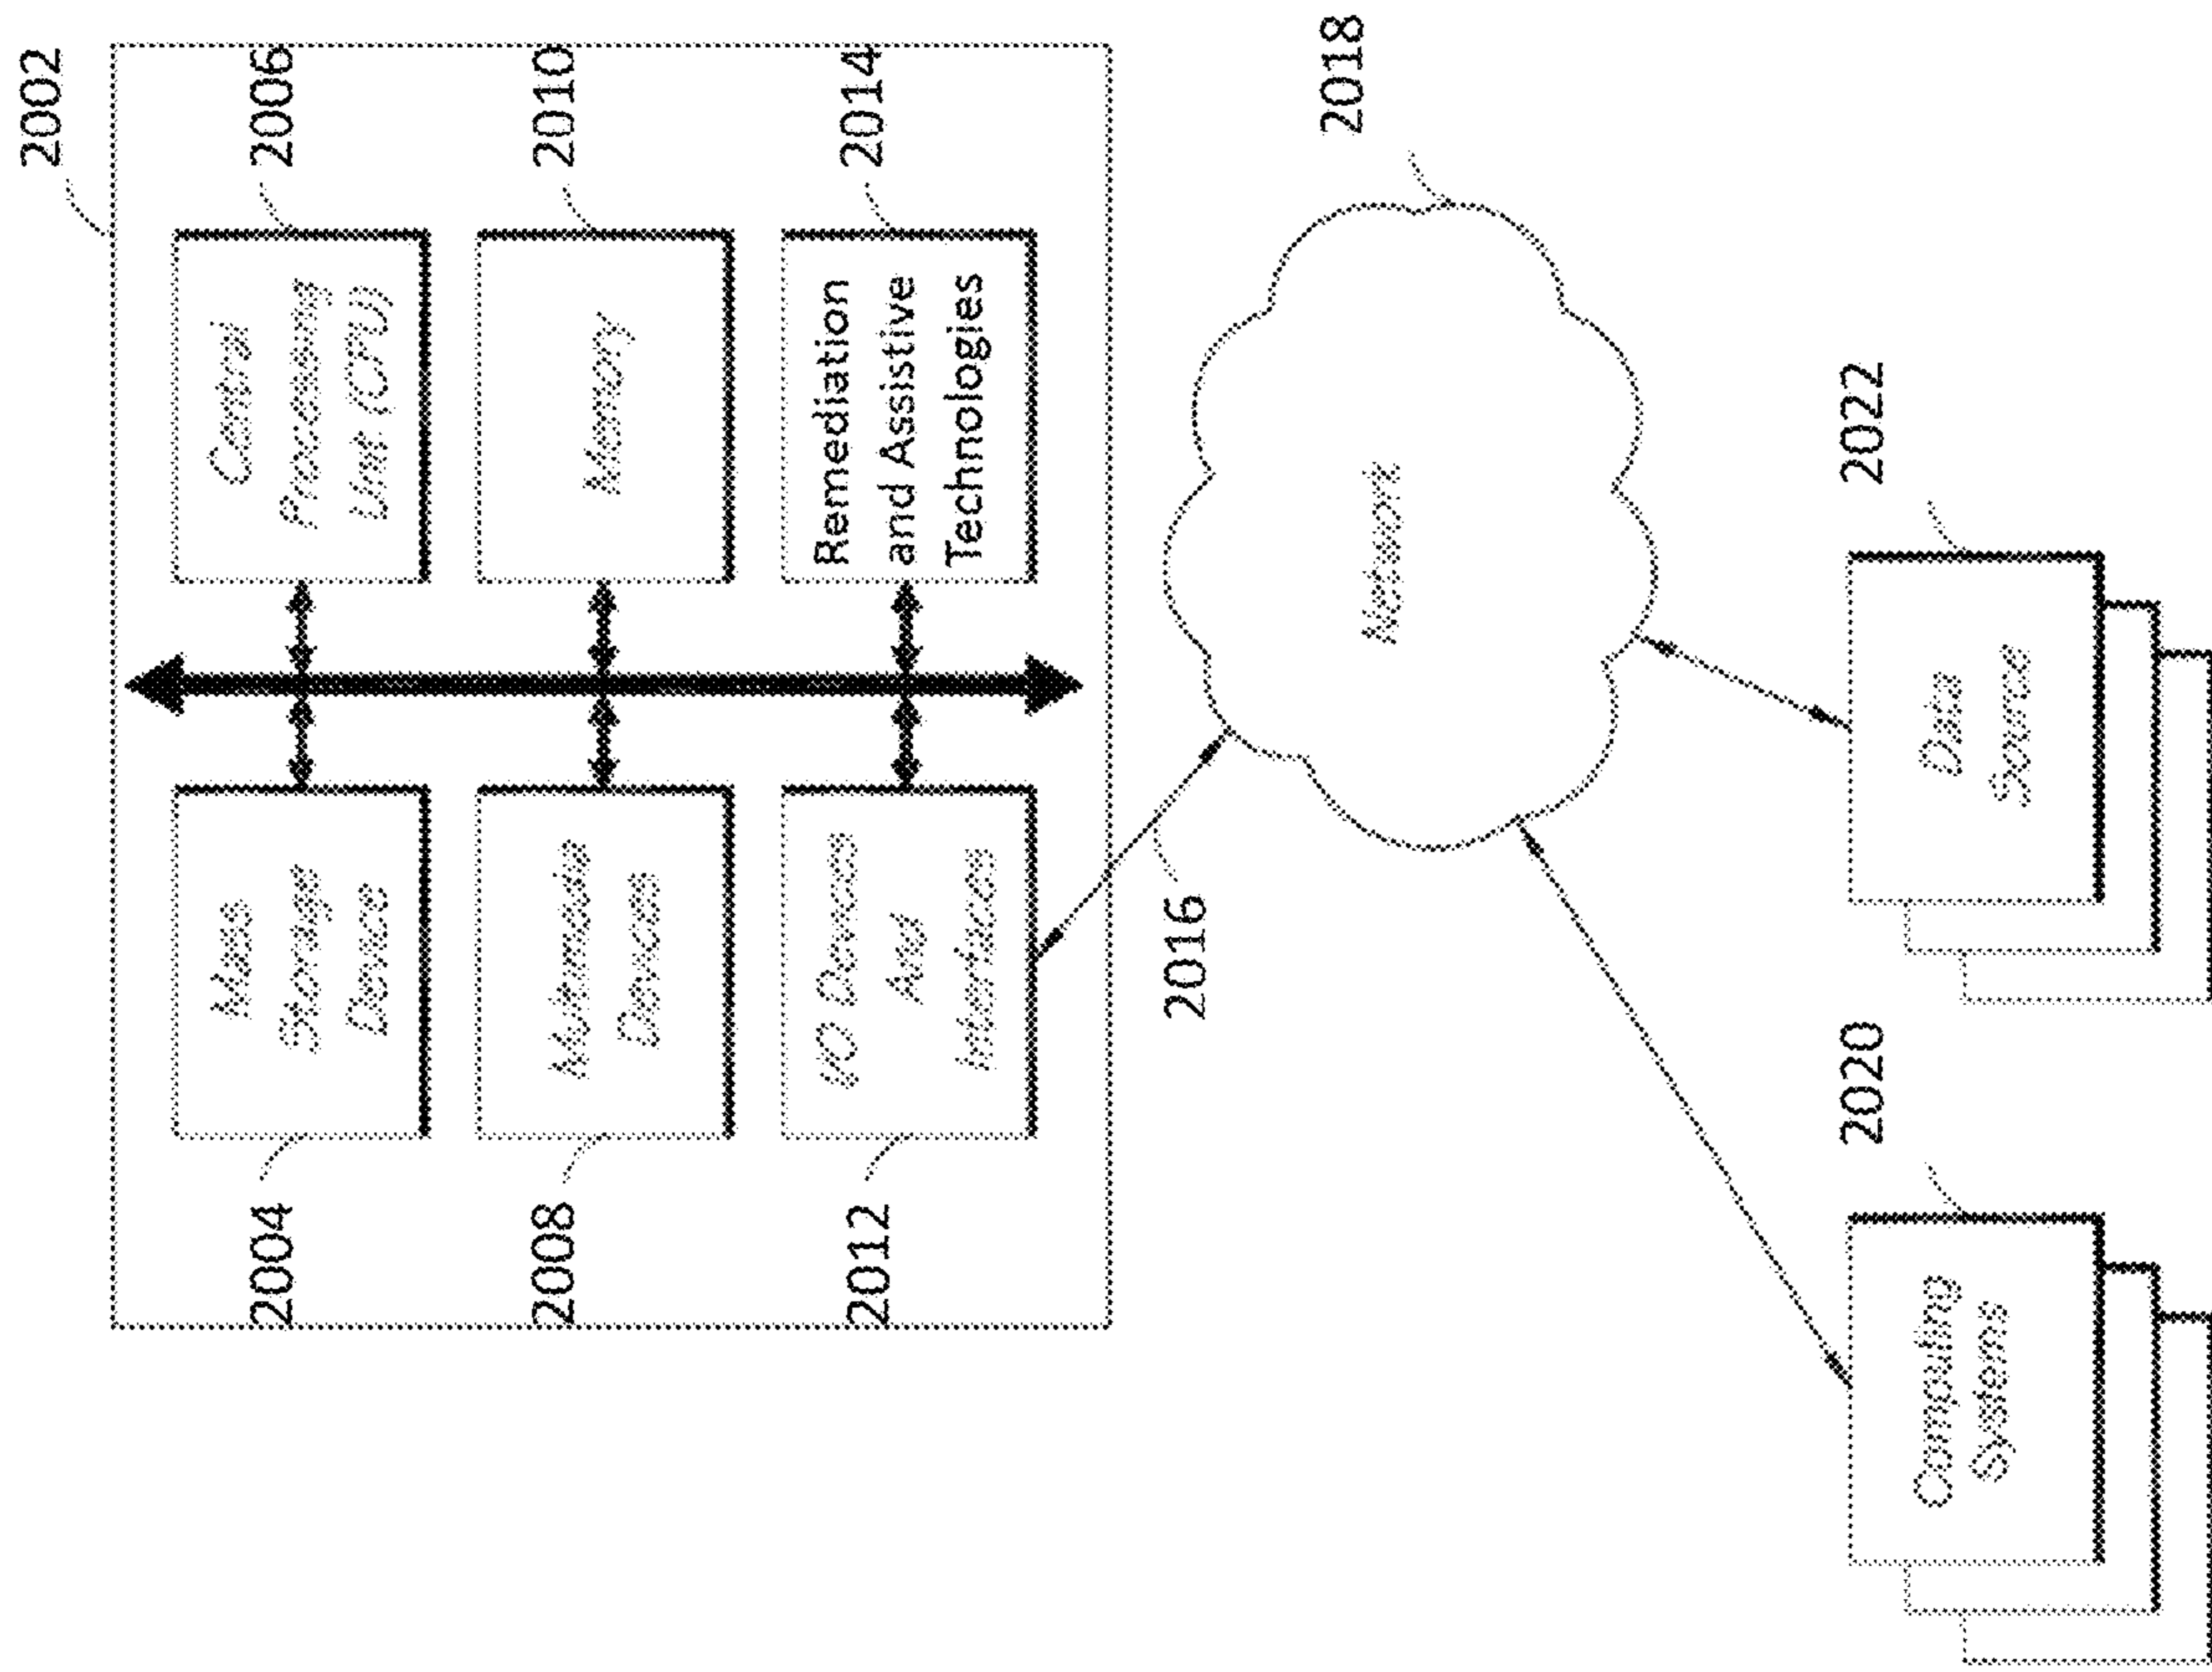 2002
2004
Mass
Storage
Device
Central
Processing
Unit (CPU)
2006
2008
Multimedia
Devices
Memory
2010
2012
I/O Devices
And
Interfaces
Remediation
and Assistive
Technologies
2014
2016
Network
2018
Computing
Systems
2020
Data
Sources
2022